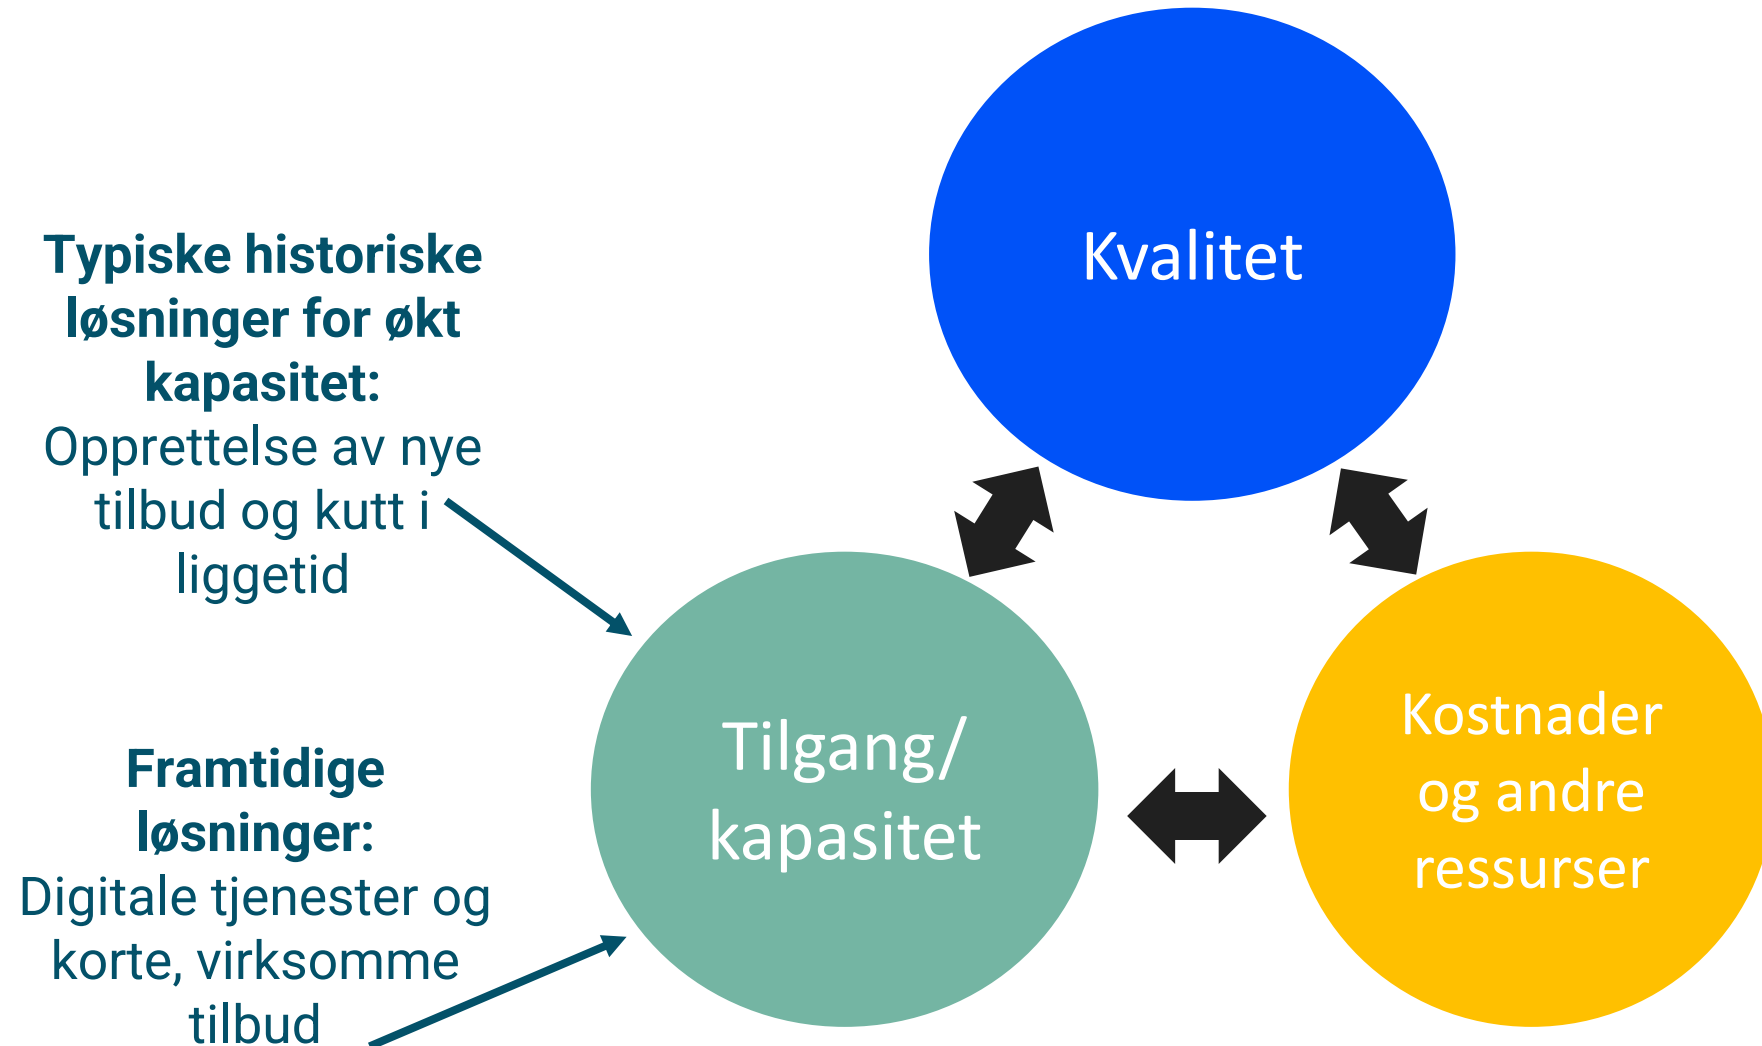 Typiske historiske
løsninger for økt
kapasitet:
Opprettelse av nye
tilbud og kutt i
liggetid
Framtidige
løsninger:
Digitale tjenester og
korte, virksomme
tilbud
Kvalitet
Tilgang/
kapasitet
Kostnader
og andre
ressurser